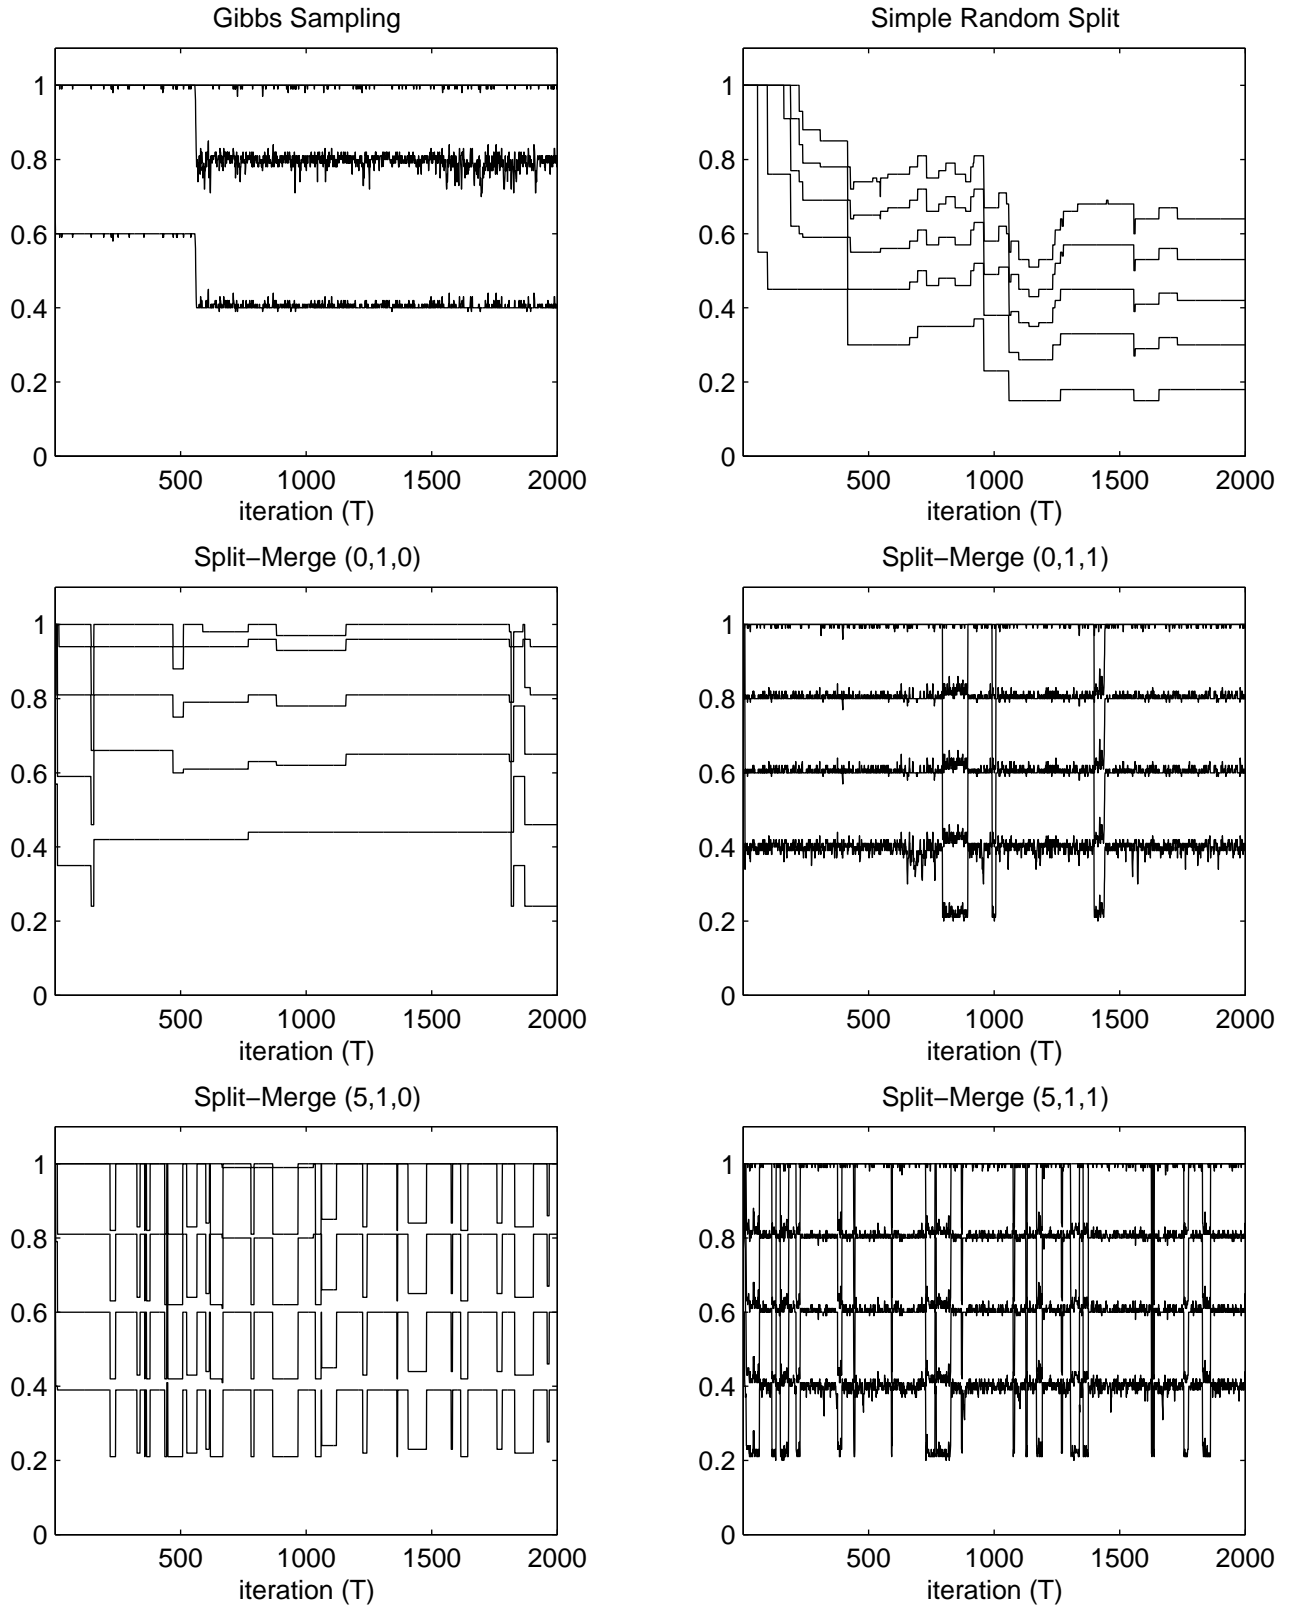 Gibbs Sampling
1
0.8
0.6
0.4
0.2
0
500 1000 1500 2000
iteration (T)
Simple Random Split
1
0.8
0.6
0.4
0.2
0
500 1000 1500 2000
iteration (T)
Split−Merge (0,1,0)
1
0.8
0.6
0.4
0.2
0
500 1000 1500 2000
iteration (T)
Split−Merge (0,1,1)
1
0.8
0.6
0.4
0.2
0
500 1000 1500 2000
iteration (T)
Split−Merge (5,1,0)
1
0.8
0.6
0.4
0.2
0
500 1000 1500 2000
iteration (T)
Split−Merge (5,1,1)
1
0.8
0.6
0.4
0.2
0
500 1000 1500 2000
iteration (T)